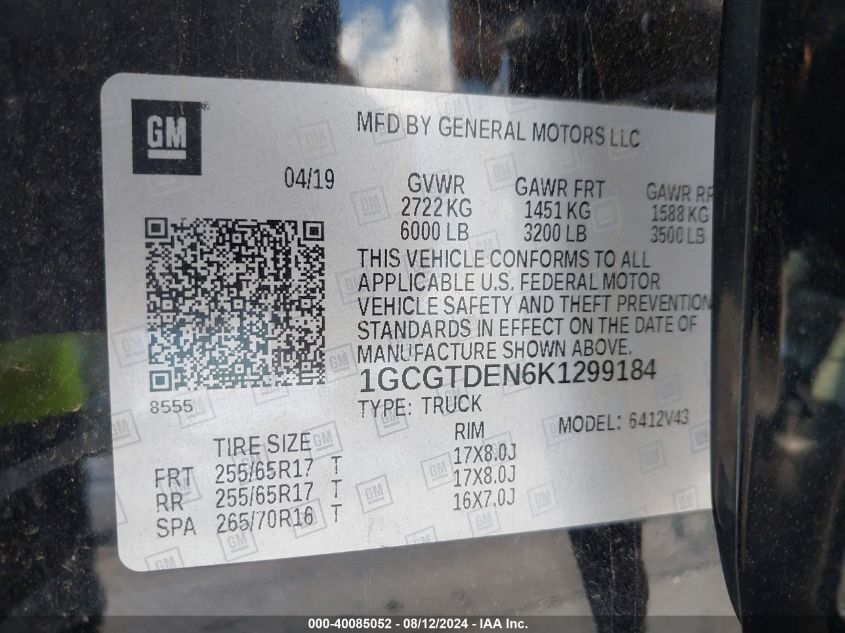 GM
MFD BY GENERAL MOTORS LLC
04/19
GVWR GAWR FRT GAWR RR
2722 KG 1451 KG 1588 KG
6000 LB 3200 LB 3500 LB
THIS VEHICLE CONFORMS TO ALL
APPLICABLE U.S. FEDERAL MOTOR
VEHICLE SAFETY AND THEFT PREVENTION
STANDARDS IN EFFECT ON THE DATE OF
MANUFACTURE SHOWN ABOVE.
1GCGTDEN6K1299184
8555
TYPE: TRUCK MODEL: 6412V43
TIRE SIZE RIM
FRT 255/65R17 T 17X8.0J
RR 255/65R17 T 17X8.0J
SPA 265/70R16 T 16X7.0J
000-40085052 - 08/12/2024 - IAA Inc.